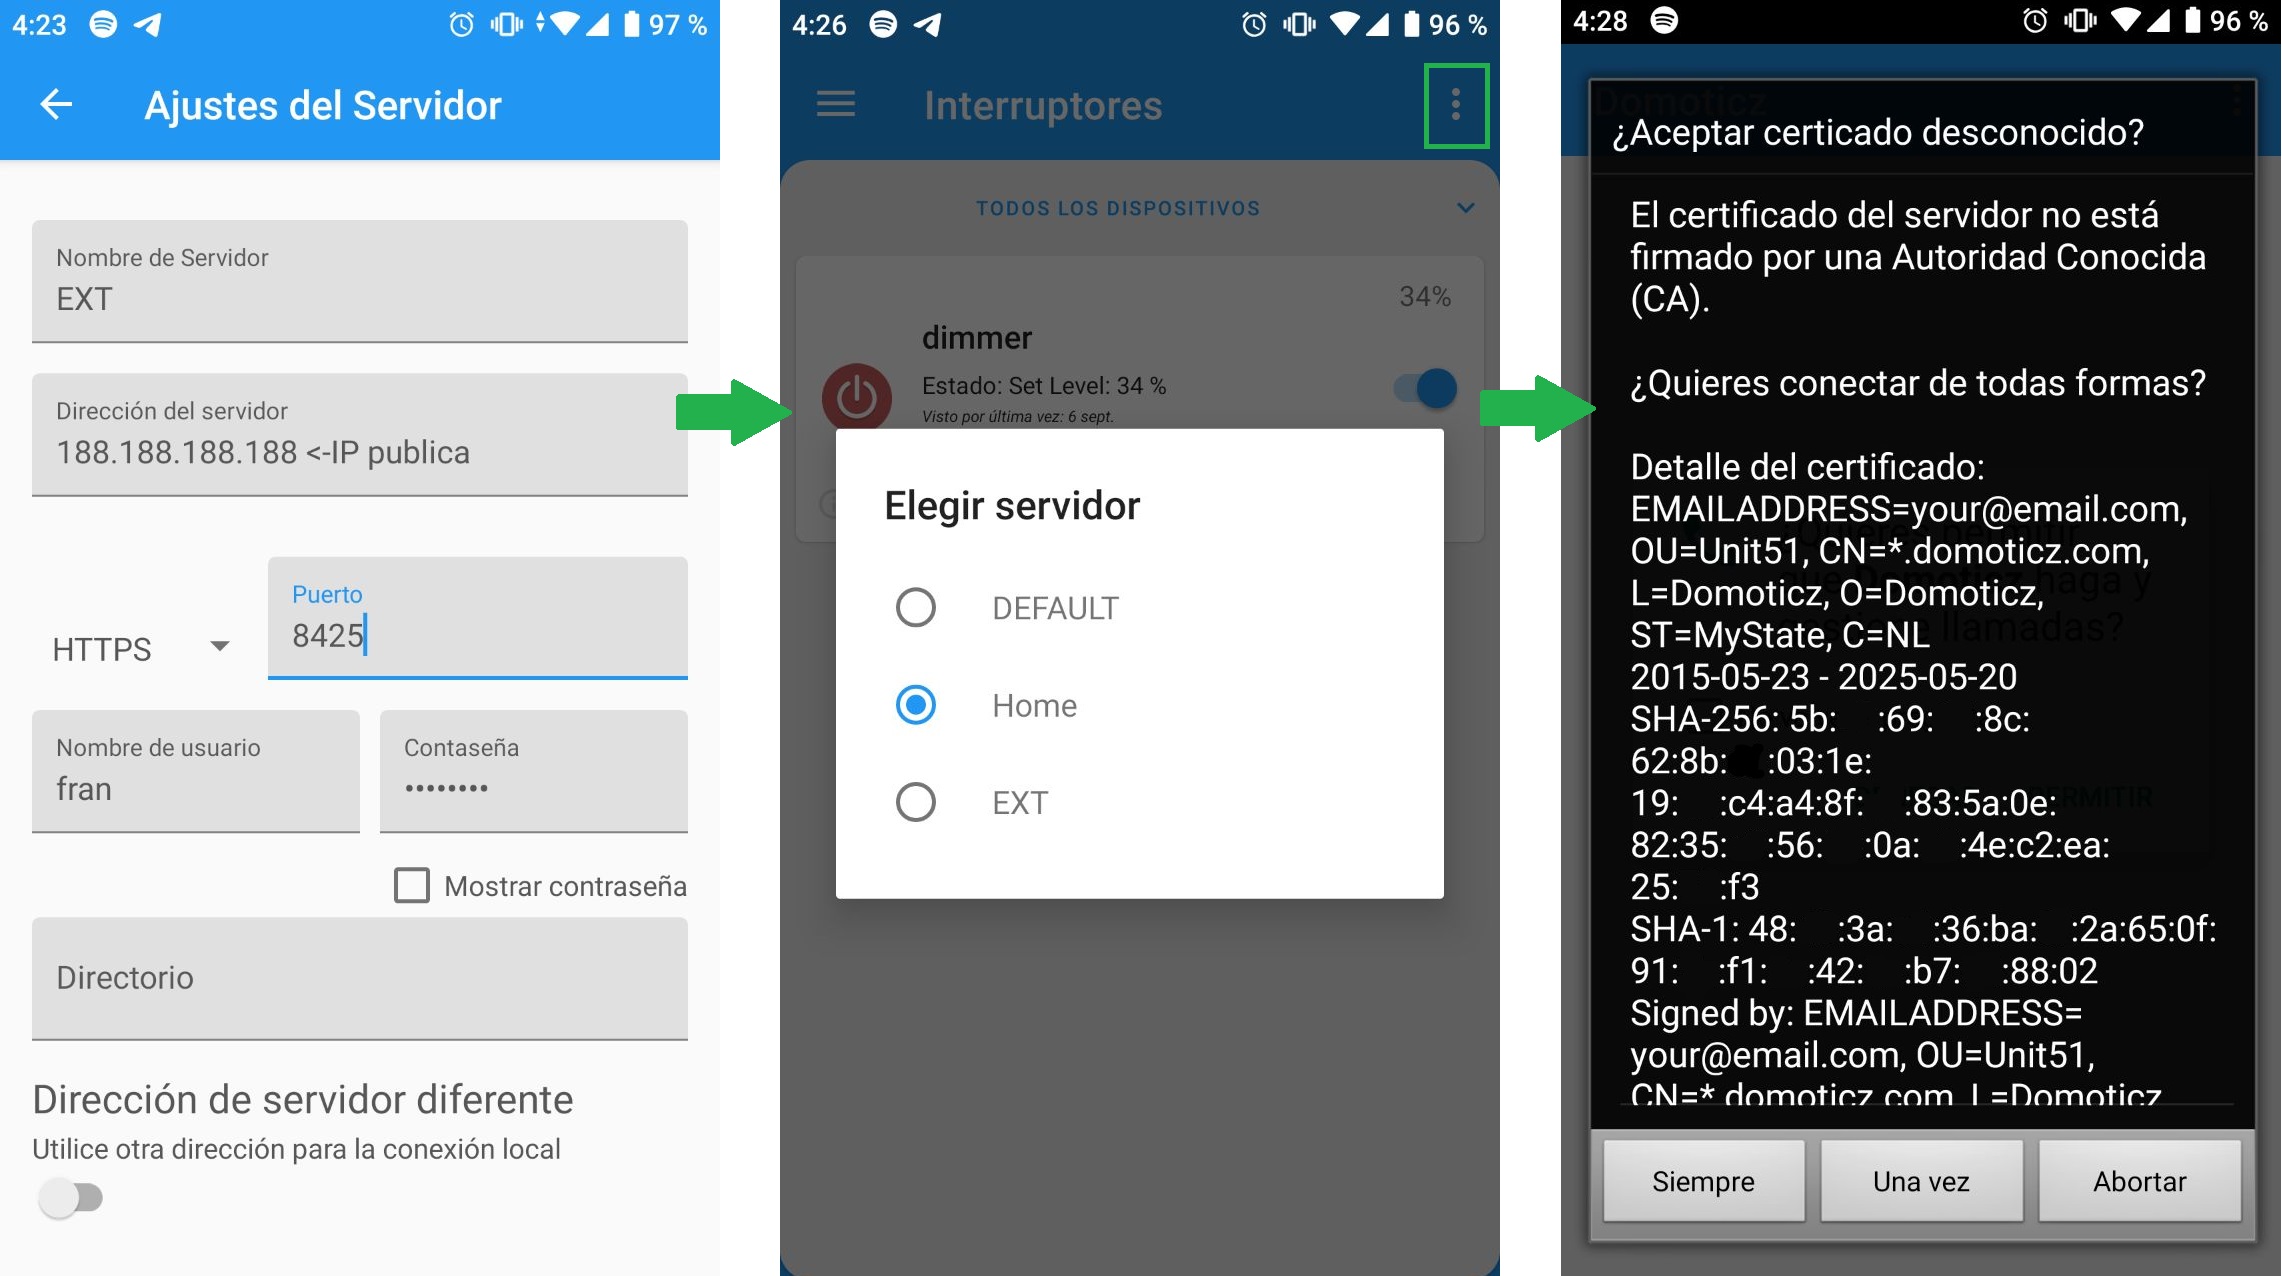 4:23
97 %
Ajustes del Servidor
Nombre de Servidor
EXT
Dirección del servidor
188.188.188.188 <-IP publica
HTTPS
Puerto
8425
Nombre de usuario
fran
Contaseña
••••••••
Mostrar contraseña
Directorio
Dirección de servidor diferente
Utilice otra dirección para la conexión local
4:26
96 %
Interruptores
TODOS LOS DISPOSITIVOS
34%
dimmer
Estado: Set Level: 34 %
Visto por última vez: 6 sept.
Elegir servidor
DEFAULT
Home
EXT
4:28
96 %
Domoticz
¿Aceptar certicado desconocido?
El certificado del servidor no está
firmado por una Autoridad Conocida
(CA).
¿Quieres conectar de todas formas?
Detalle del certificado:
EMAILADDRESS=your@email.com,
OU=Unit51, CN=*.domoticz.com,
L=Domoticz, O=Domoticz,
ST=MyState, C=NL
2015-05-23 - 2025-05-20
SHA-256: 5b: :69: :8c:
62:8b: :03:1e:
19: :c4:a4:8f: :83:5a:0e:
82:35: :56: :0a: :4e:c2:ea:
25: :f3
SHA-1: 48: :3a: :36:ba: :2a:65:0f:
91: :f1: :42: :b7: :88:02
Signed by: EMAILADDRESS=
your@email.com, OU=Unit51,
CN=*.domoticz.com, L=Domoticz
Siempre
Una vez
Abortar